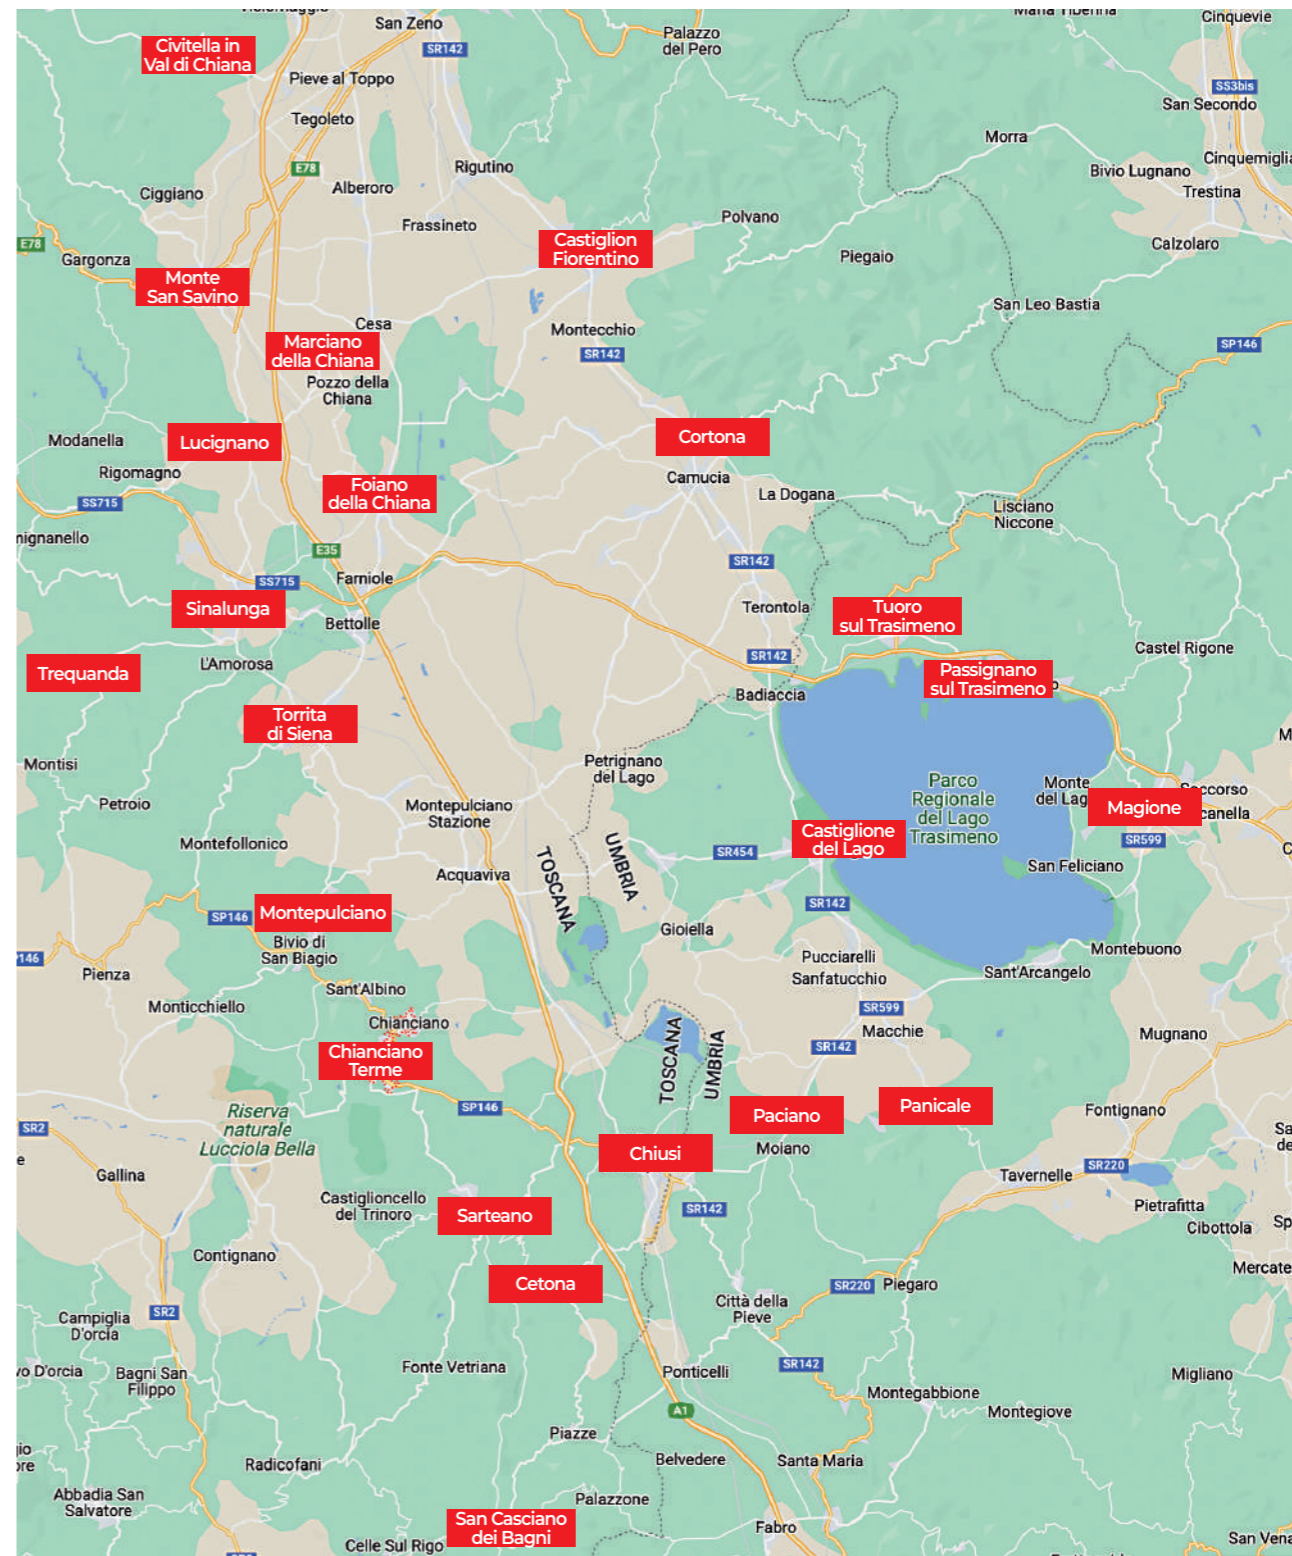 San Zeno
Cinquevie
Civitella in
Val di Chiana
SR142
Palazzo
del Pero
Pieve al Toppo
SS3bis
San Secondo
Tegoleto
Morra
E78
Rigutino
Bivio Lugnano
Trestina
Ciggiano
Alberoro
Frassineto
Polvano
E78
Gargonza
Castiglion
Fiorentino
Piegaio
Calzolaro
Monte
San Savino
San Leo Bastia
Cesa
Montecchio
Marciano
della Chiana
SR142
SP146
Pozzo della
Chiana
Modanella
Lucignano
Cortona
Rigomagno
Camucia
SS715
Foiano
della Chiana
La Dogana
Lisciano
Niccone
E35
SR142
SS715
Farniole
Sinalunga
Bettolle
Terontola
Tuoro
sul Trasimeno
L'Amorosa
SR142
Castel Rigone
Trequanda
Badiaccia
Passignano
sul Trasimeno
Torrita
di Siena
Montisi
Petrignano
del Lago
Petroio
Montepulciano
Stazione
Parco
Regionale
del Lago
Trasimeno
Monte
Magione
Montefollonico
UMBRIA
TOSCANA
SR454
Castiglione
del Lago
SR599
Acquaviva
San Feliciano
SP146
Montepulciano
SR142
Bivio di
San Biagio
Gioiella
Pucciarelli
Montebuono
Pienza
Sanfatucchio
Sant'Arcangelo
Sant'Albino
Monticchiello
SR599
Chianciano
Macchie
Mugnano
Chianciano
Terme
TOSCANA
UMBRIA
SR142
SP146
Riserva
naturale
Lucciola Bella
Paciano
Panicale
Fontignano
SR2
Chiusi
Moiano
SR220
Gallina
Tavernelle
Castiglioncello
del Trinoro
Sarteano
SR142
Pietrafitta
Cibottola
Contignano
Cetona
SR220
Piegaro
SR2
Campiglia
D'orcia
Città della
Pieve
Bagni San
Filippo
Fonte Vetriana
Ponticelli
SR142
Migliano
Montegabbione
A1
Montegiove
Piazze
Radicofani
Belvedere
Santa Maria
Abbadia San
Salvatore
Palazzone
San Casciano
dei Bagni
Fabro
Celle Sul Rigo